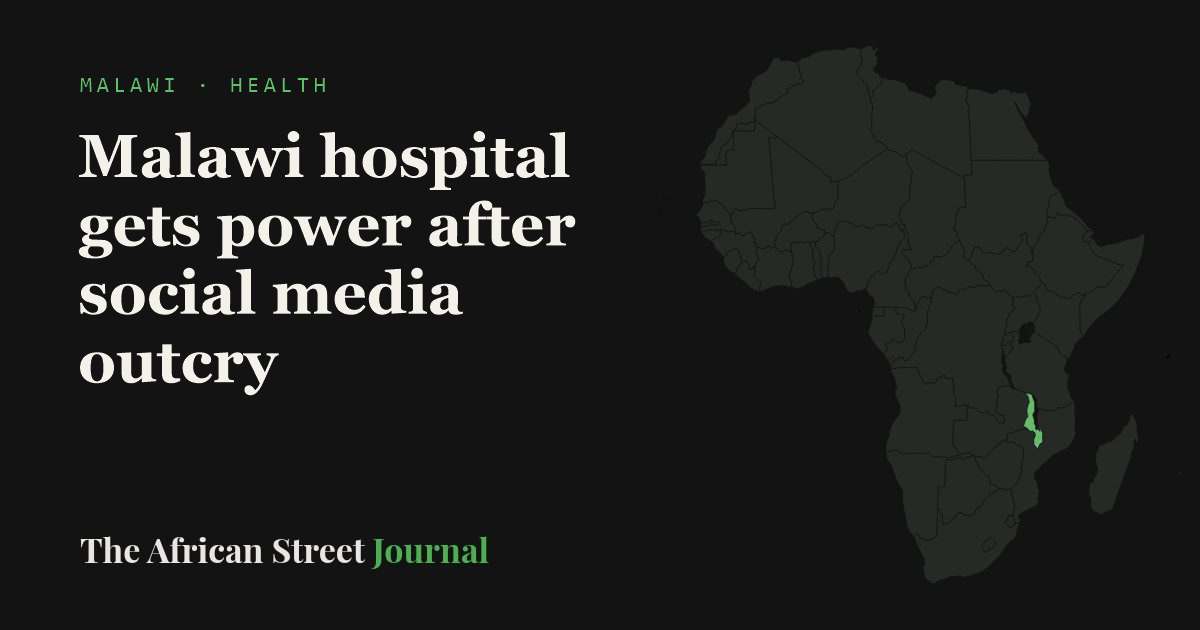 MALAWI · HEALTH
Malawi hospital
gets power after
social media
outcry
The African Street Journal